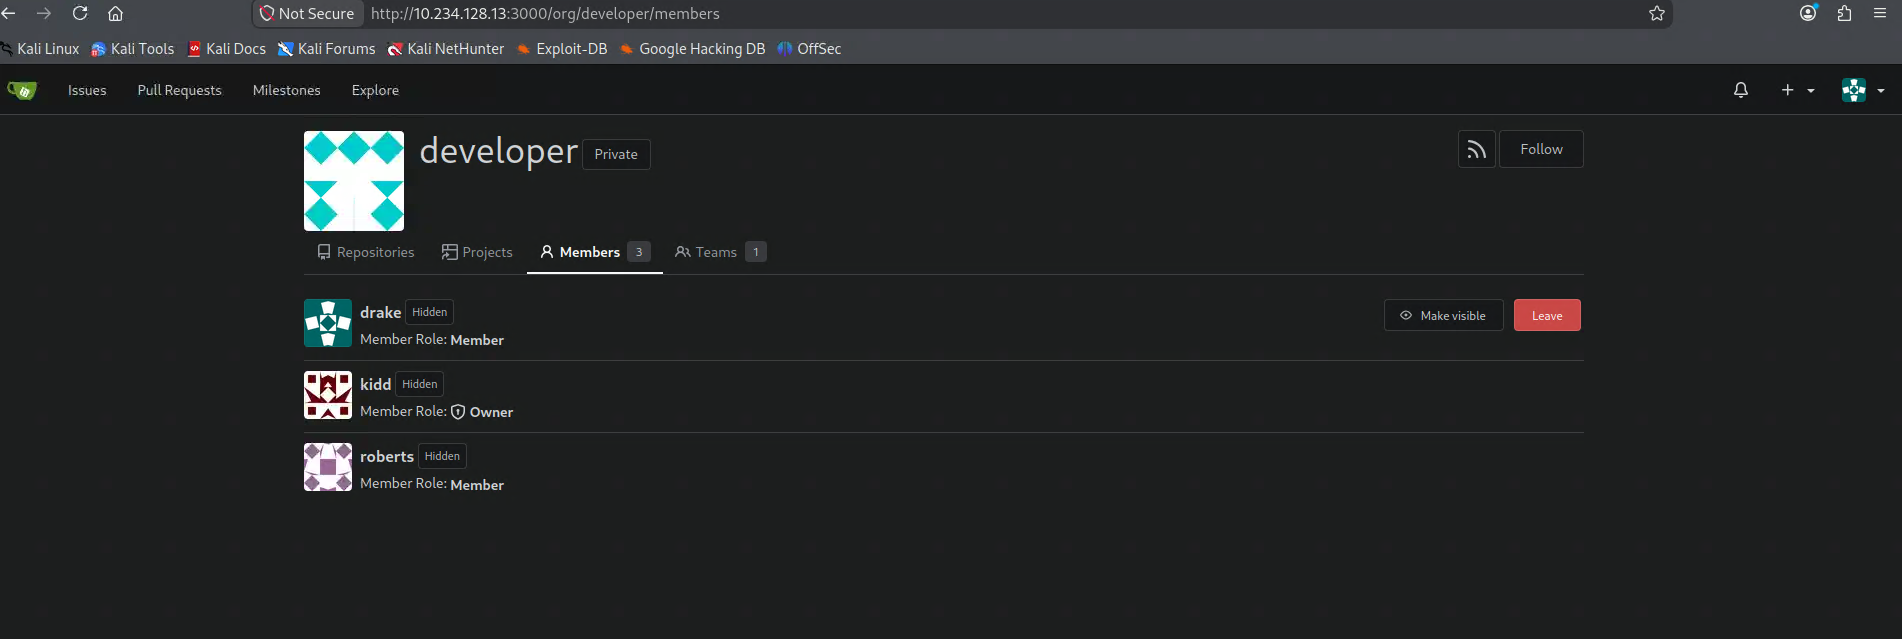 Not Secure http://10.234.128.13:3000/org/developer/members
Kali Linux Kali Tools Kali Docs Kali Forums Kali NetHunter Exploit-DB Google Hacking DB OffSec
Issues Pull Requests Milestones Explore
developer Private Follow
Repositories Projects Members 3 Teams 1
drake Hidden Make visible Leave
Member Role: Member
kidd Hidden
Member Role: Owner
roberts Hidden
Member Role: Member